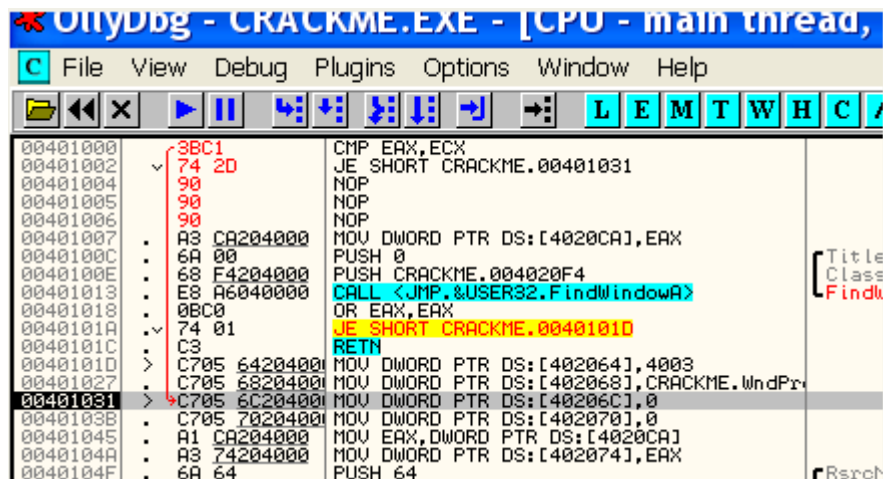 OllyDbg - CRACKME.EXE - [CPU - main thread,
C File View Debug Plugins Options Window Help
L E M T W H C
00401000 3BC1 CMP EAX,ECX
00401002 74 2D JE SHORT CRACKME.00401031
00401004 90 NOP
00401005 90 NOP
00401006 90 NOP
00401007 . A3 CA204000 MOV DWORD PTR DS:[4020CA],EAX
0040100C . 6A 00 PUSH 0 Title
0040100E . 68 F4204000 PUSH CRACKME.004020F4 Class
00401013 . E8 A6040000 CALL <JMP.&USER32.FindWindowA> FindW
00401018 . 0BC0 OR EAX,EAX
0040101A . 74 01 JE SHORT CRACKME.0040101D
0040101C . C3 RETN
0040101D > C705 64204000 MOV DWORD PTR DS:[402064],4003
00401027 . C705 68204000 MOV DWORD PTR DS:[402068],CRACKME.WndPr
00401031 > C705 6C204000 MOV DWORD PTR DS:[40206C],0
0040103B . C705 70204000 MOV DWORD PTR DS:[402070],0
00401045 . A1 CA204000 MOV EAX,DWORD PTR DS:[4020CA]
0040104A . A3 74204000 MOV DWORD PTR DS:[402074],EAX
0040104F . 6A 64 PUSH 64 RsrcN